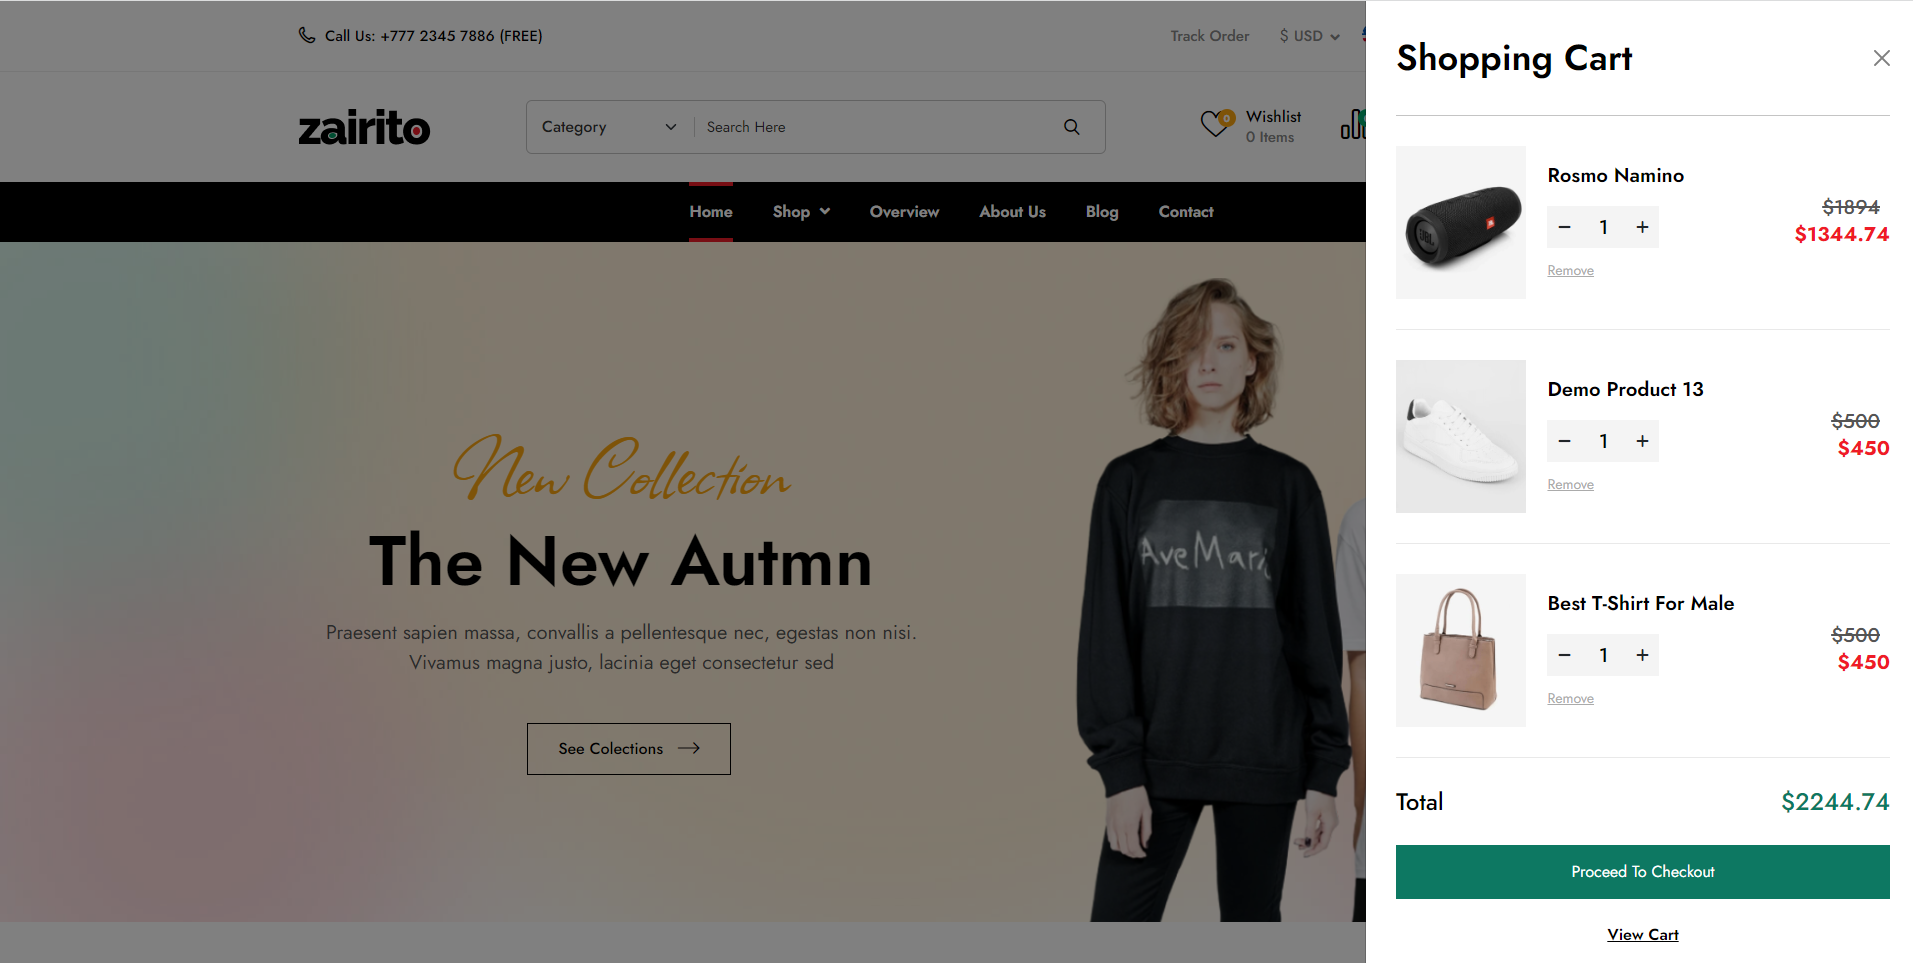 Call Us: +777 2345 7886 (FREE)
Track Order
$ USD
zairito
Category
Search Here
0
Wishlist
0 Items
Home
Shop
Overview
About Us
Blog
Contact
New Collection
The New Autmn
Praesent sapien massa, convallis a pellentesque nec, egestas non nisi.
Vivamus magna justo, lacinia eget consectetur sed
See Colections
AveMari
Shopping Cart
Rosmo Namino
$1894
− 1 +
$1344.74
Remove
JBL
Demo Product 13
$500
− 1 +
$450
Remove
Best T-Shirt For Male
$500
− 1 +
$450
Remove
Total
$2244.74
Proceed To Checkout
View Cart